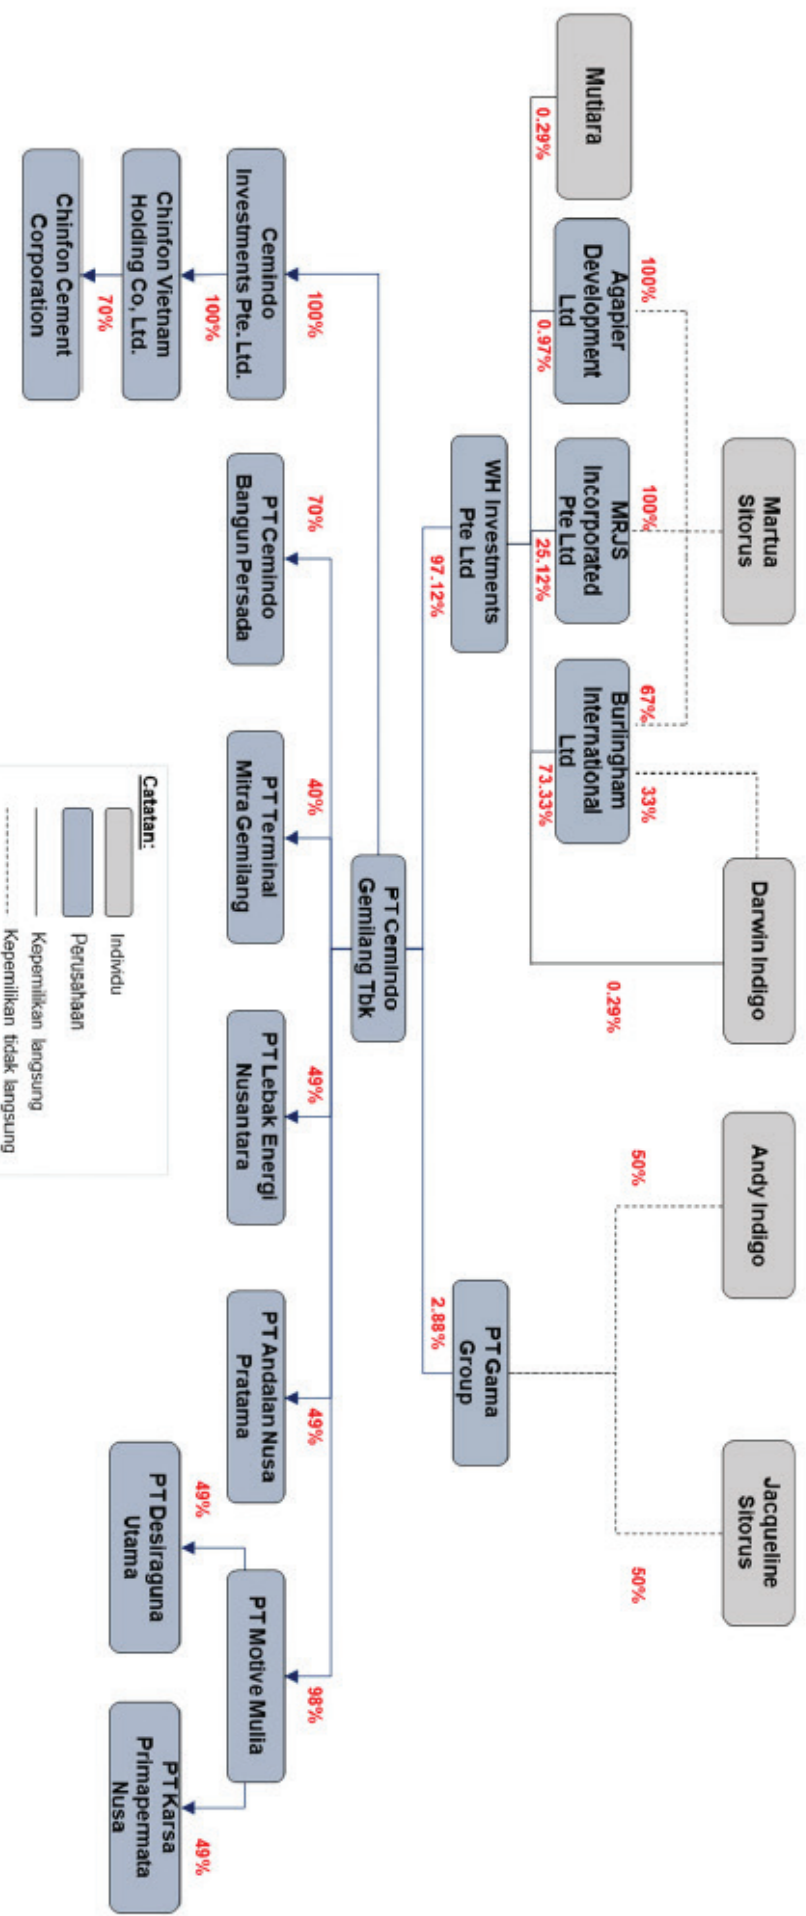 Martua
Sitorus
Darwin Indigo
Andy Indigo
Jacqueline
Sitorus
100%
100%
67%
33%
50%
50%
Mutiara
Agapier
Development
Ltd
MRJS
Incorporated
Pte Ltd
Burlingham
International
Ltd
0.29%
0.97%
25.12%
73.33%
0.29%
WH Investments
Pte Ltd
PT Gama
Group
97.12%
2.88%
PT Cemindo
Gemilang Tbk
100%
70%
40%
49%
49%
98%
Cemindo
Investments Pte. Ltd.
PT Cemindo
Bangun Persada
PT Terminal
Mitra Gemilang
PT Lebak Energi
Nusantara
PT Andalan Nusa
Pratama
PT Motive Mulia
100%
49%
49%
Chinfon Vietnam
Holding Co, Ltd.
PT Desiraguna
Utama
PT Karsa
Primapermata
Nusa
70%
Chinfon Cement
Corporation
Catatan:
Individu
Perusahaan
Kepemilikan langsung
Kepemilikan tidak langsung